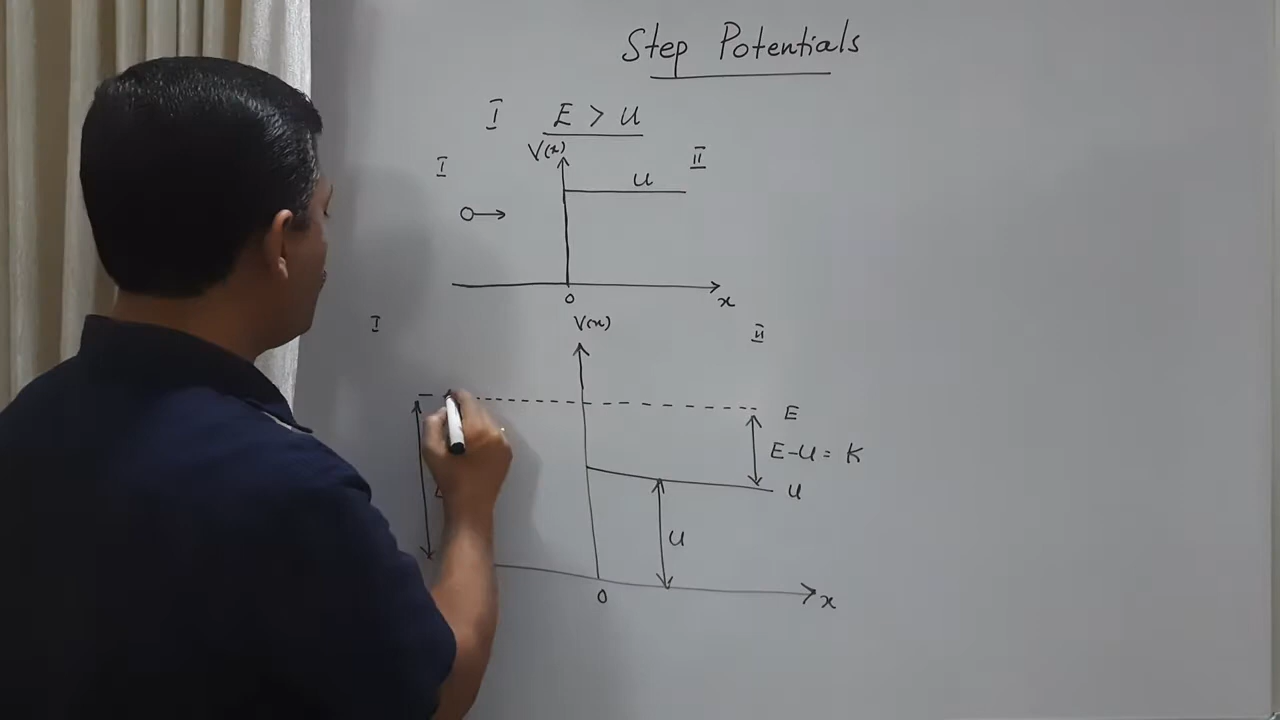 Step Potentials
I E > U
V(x)
I II
U
0
x
I V(x) II
E
E-U = K
U
U
0
x